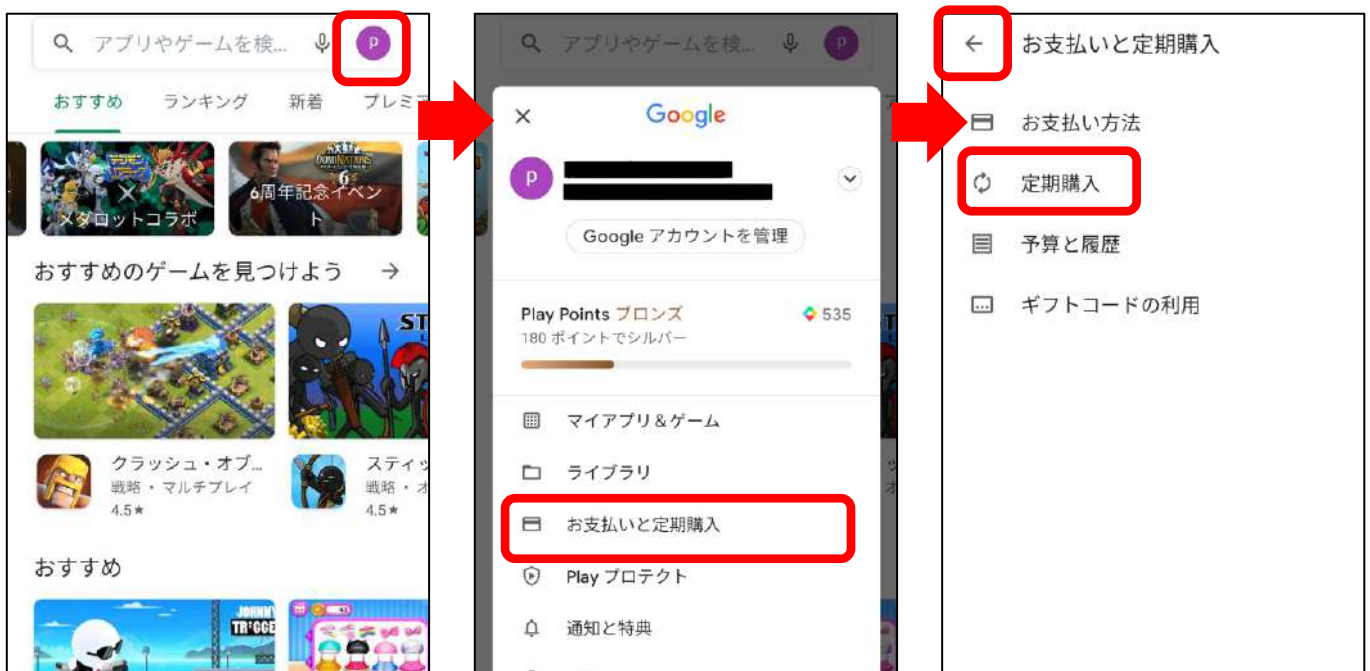 アプリやゲームを検...
P
おすすめ
ランキング
新着
プレミア
メダロットコラボ
DOMINATIONS
6
6周年記念イベン
ト
おすすめのゲームを見つけよう
ST
クラッシュ・オブ...
戦略・マルチプレイ
4.5★
スティッ
戦略・オ
4.5★
おすすめ
JOHNNY
TRIGGE
アプリやゲームを検...
P
Google
P
Google アカウントを管理
Play Points ブロンズ
535
180 ポイントでシルバー
マイアプリ＆ゲーム
ライブラリ
お支払いと定期購入
Play プロテクト
通知と特典
お支払いと定期購入
お支払い方法
定期購入
予算と履歴
ギフトコードの利用